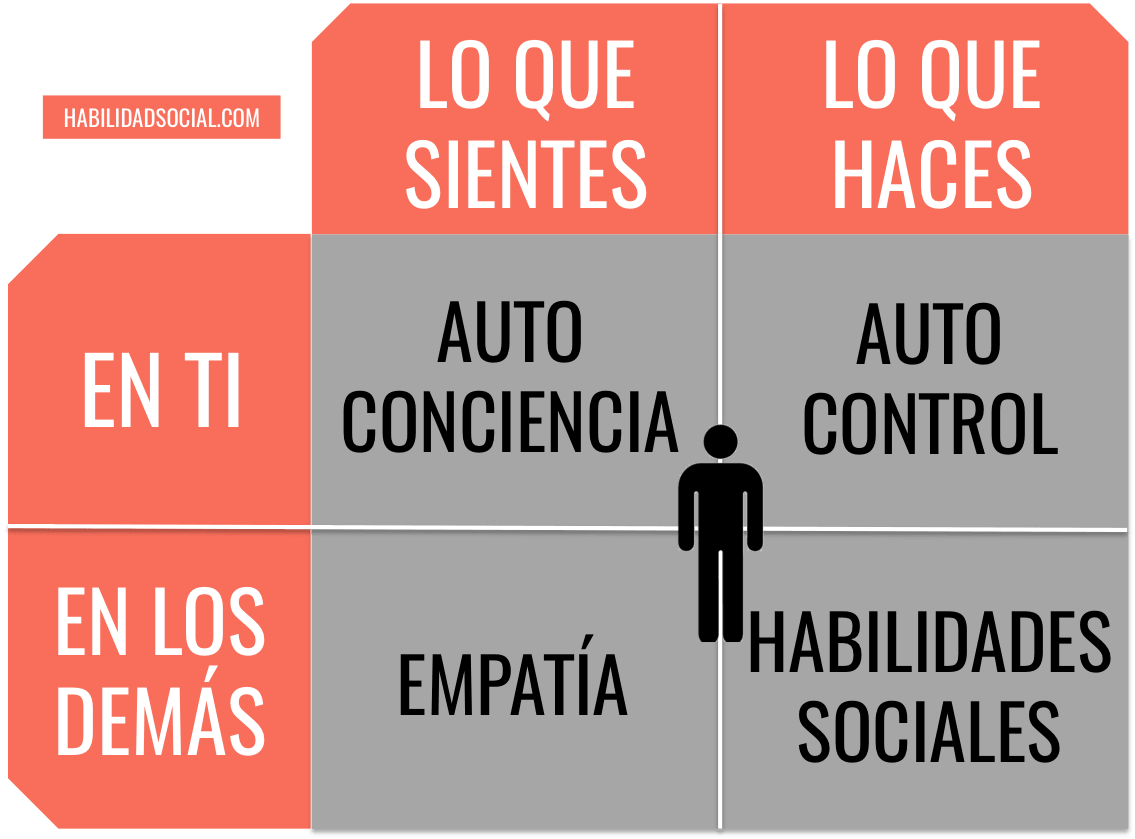 HABILIDADSOCIAL.COM
LO QUE
SIENTES
LO QUE
HACES
EN TI
AUTO
CONCIENCIA
AUTO
CONTROL
EN LOS
DEMÁS
EMPATÍA
HABILIDADES
SOCIALES